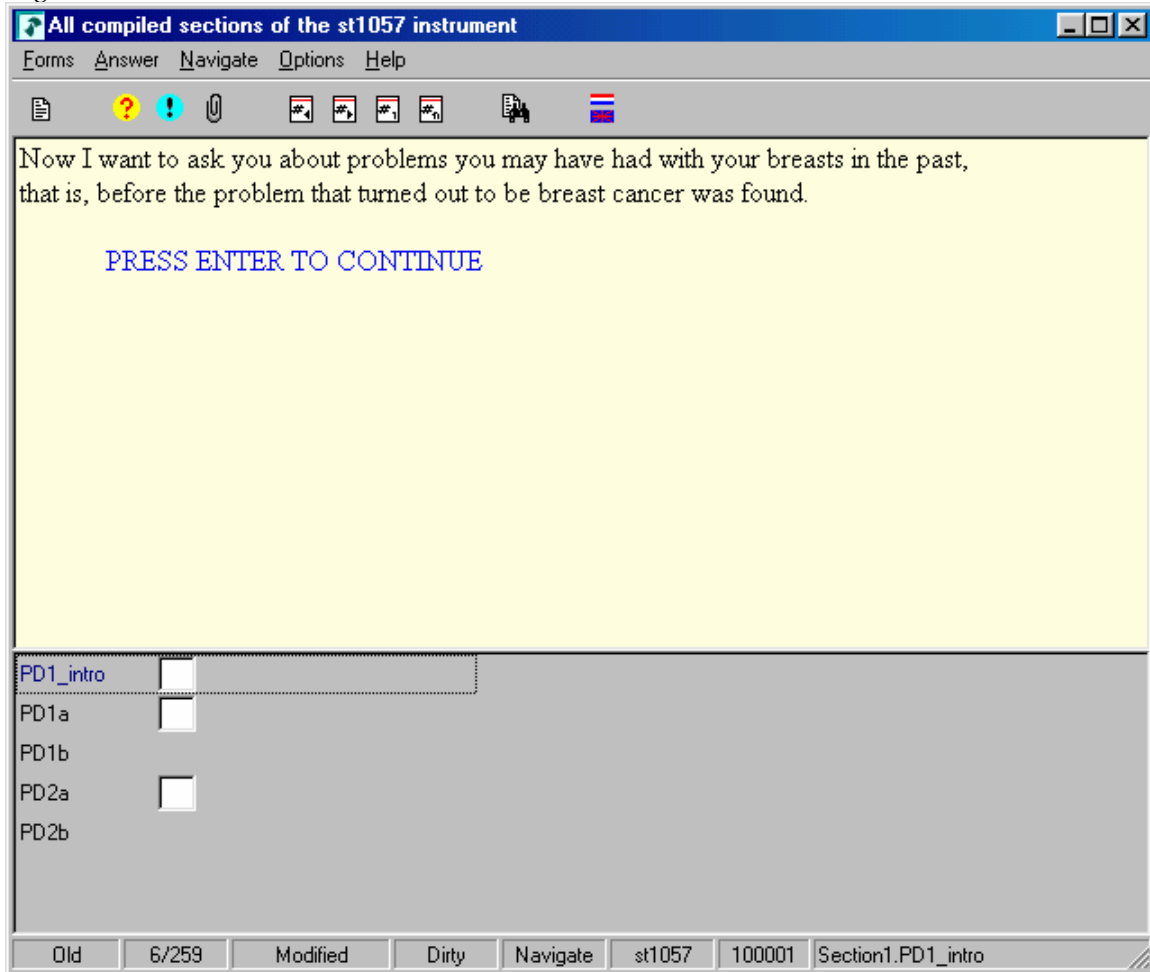 All compiled sections of the st1057 instrument
Forms Answer Navigate Options Help
Now I want to ask you about problems you may have had with your breasts in the past,
that is, before the problem that turned out to be breast cancer was found.
PRESS ENTER TO CONTINUE
PD1_intro
PD1a
PD1b
PD2a
PD2b
Old 6/259 Modified Dirty Navigate st1057 100001 Section1.PD1_intro